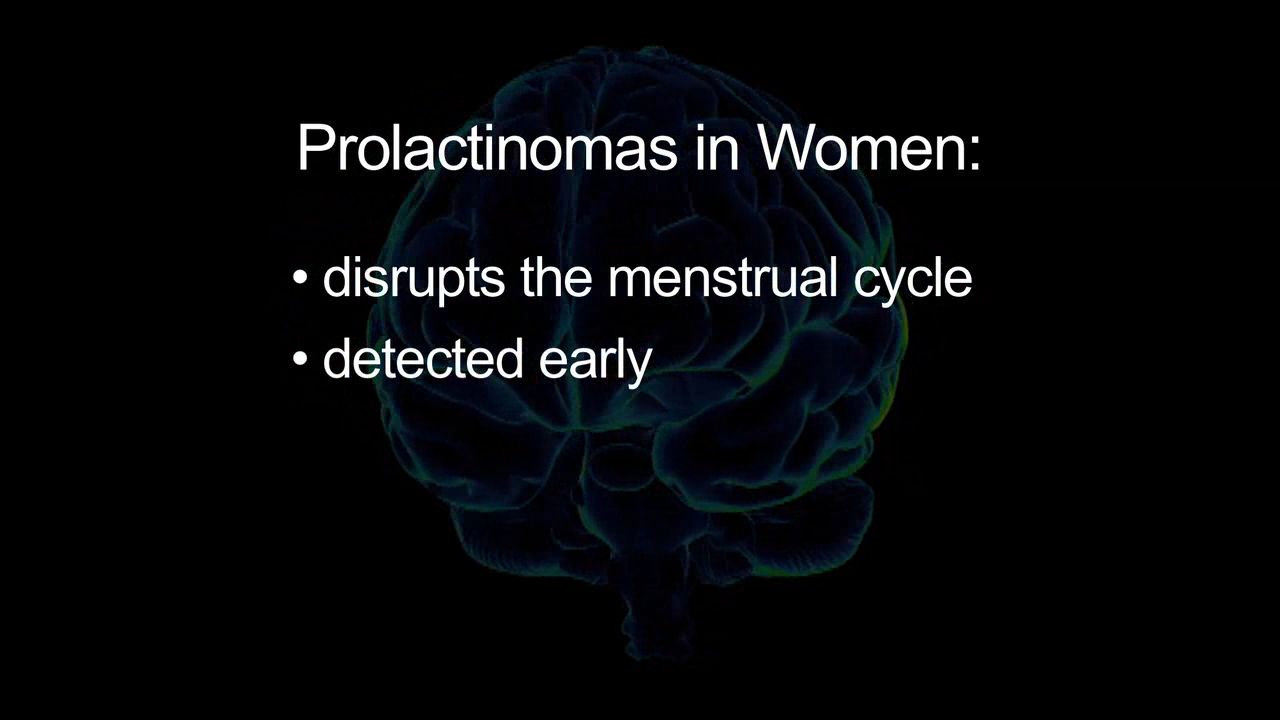 Prolactinomas in Women:
• disrupts the menstrual cycle
• detected early